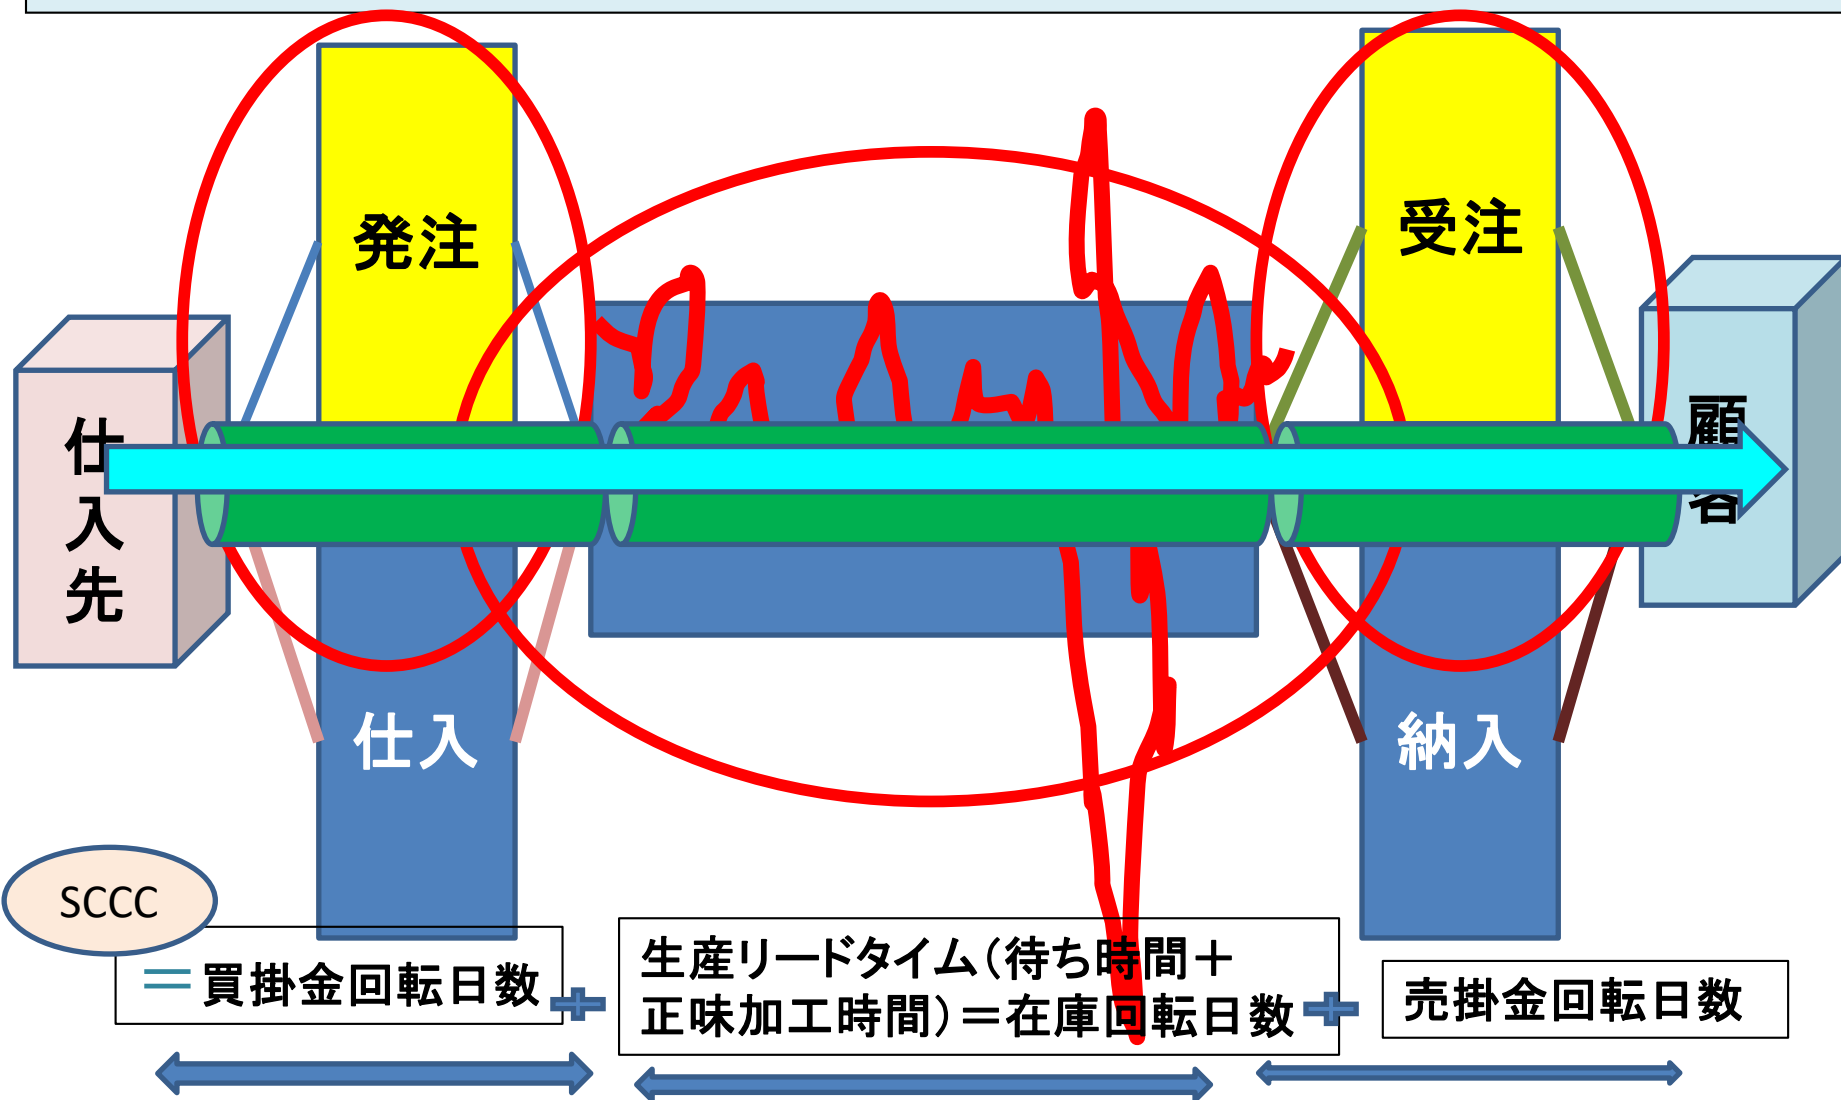 発注
受注
仕入先
顧客
仕入
納入
SCCC
=買掛金回転日数
生産リードタイム(待ち時間+
正味加工時間)=在庫回転日数
売掛金回転日数